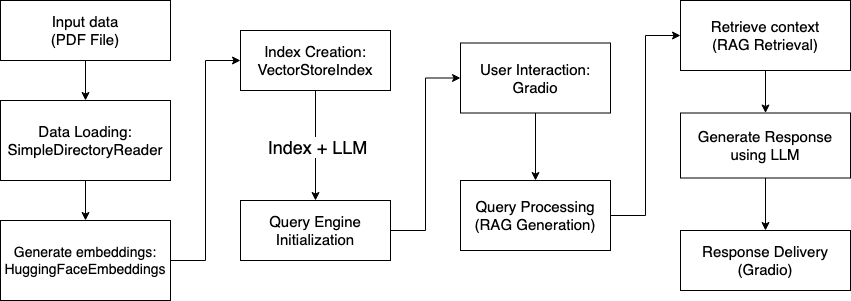 Input data
(PDF File)
Data Loading:
SimpleDirectoryReader
Generate embeddings:
HuggingFaceEmbeddings
Index Creation:
VectorStoreIndex
Index + LLM
Query Engine
Initialization
User Interaction:
Gradio
Query Processing
(RAG Generation)
Retrieve context
(RAG Retrieval)
Generate Response
using LLM
Response Delivery
(Gradio)